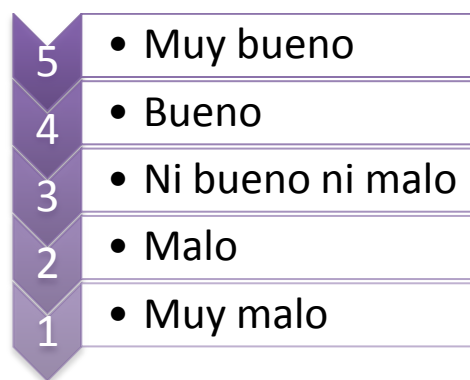 5 • Muy bueno
4 • Bueno
3 • Ni bueno ni malo
2 • Malo
1 • Muy malo